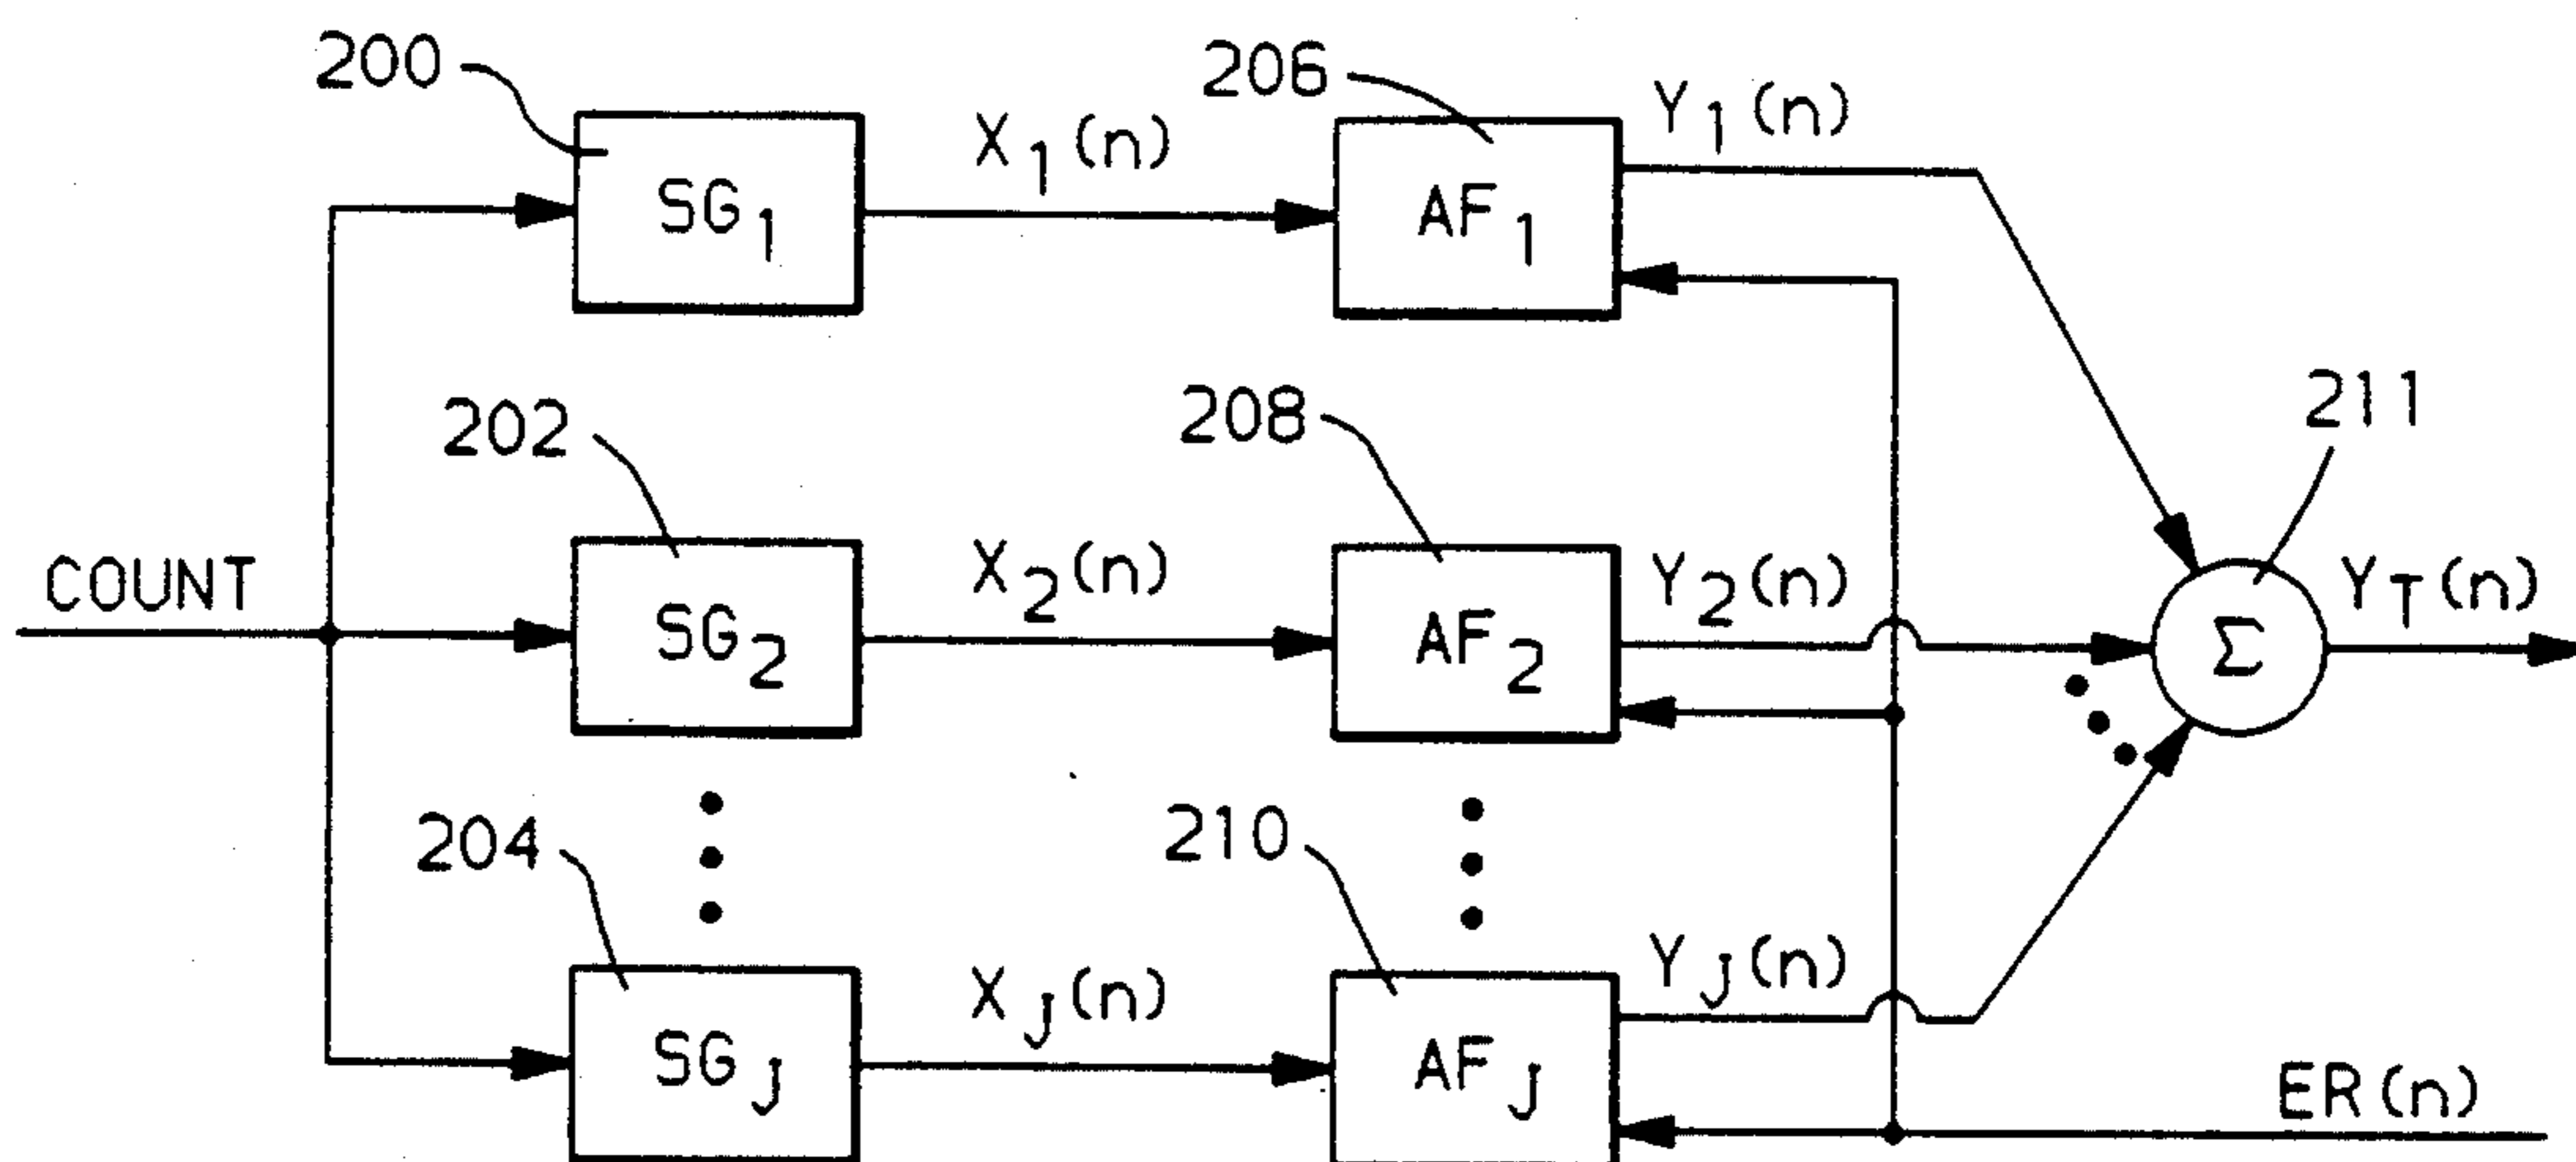 200
206
Y1(n)
X1(n)
SG1
AF1
211
202
208
COUNT
X2(n)
Y2(n)
YT(n)
SG2
AF2
Σ
204
210
XJ(n)
YJ(n)
SGJ
AFJ
ER(n)